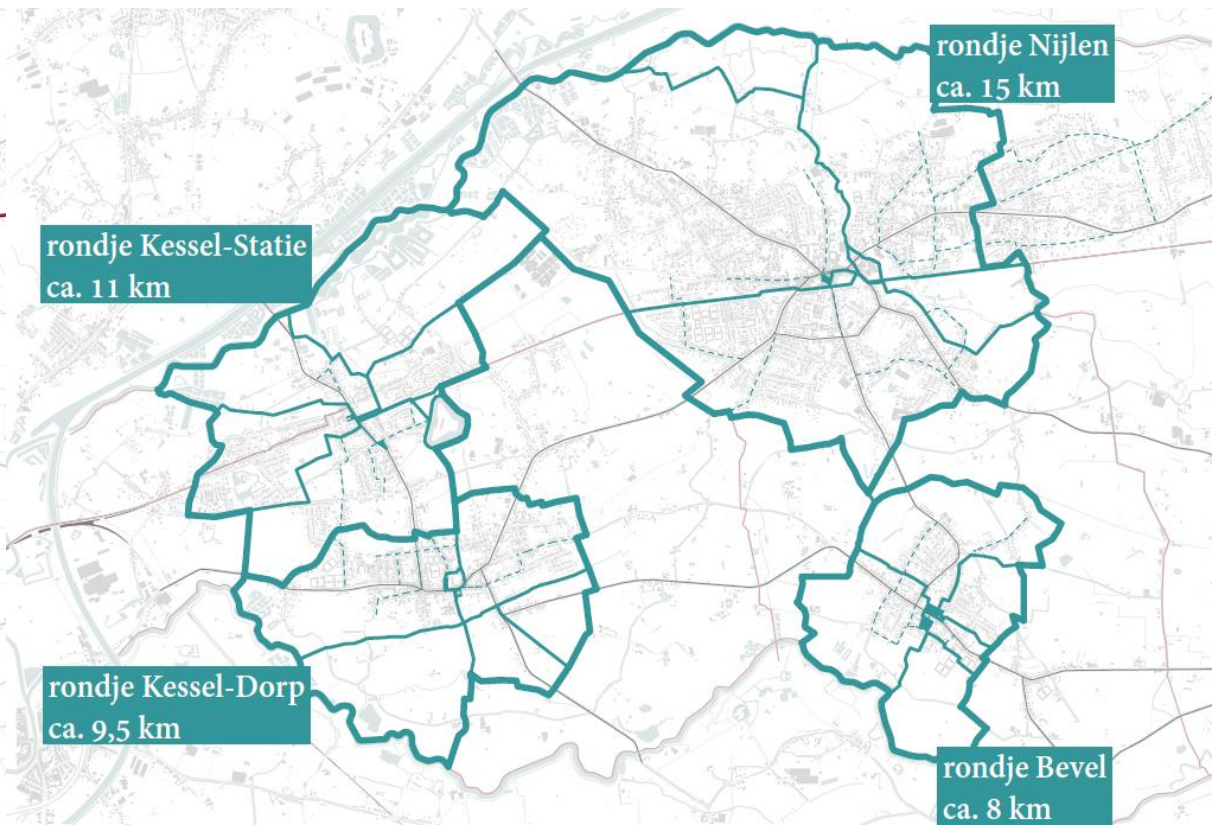 rondje Nijlen
ca. 15 km
rondje Kessel-Statie
ca. 11 km
rondje Kessel-Dorp
ca. 9,5 km
rondje Bevel
ca. 8 km